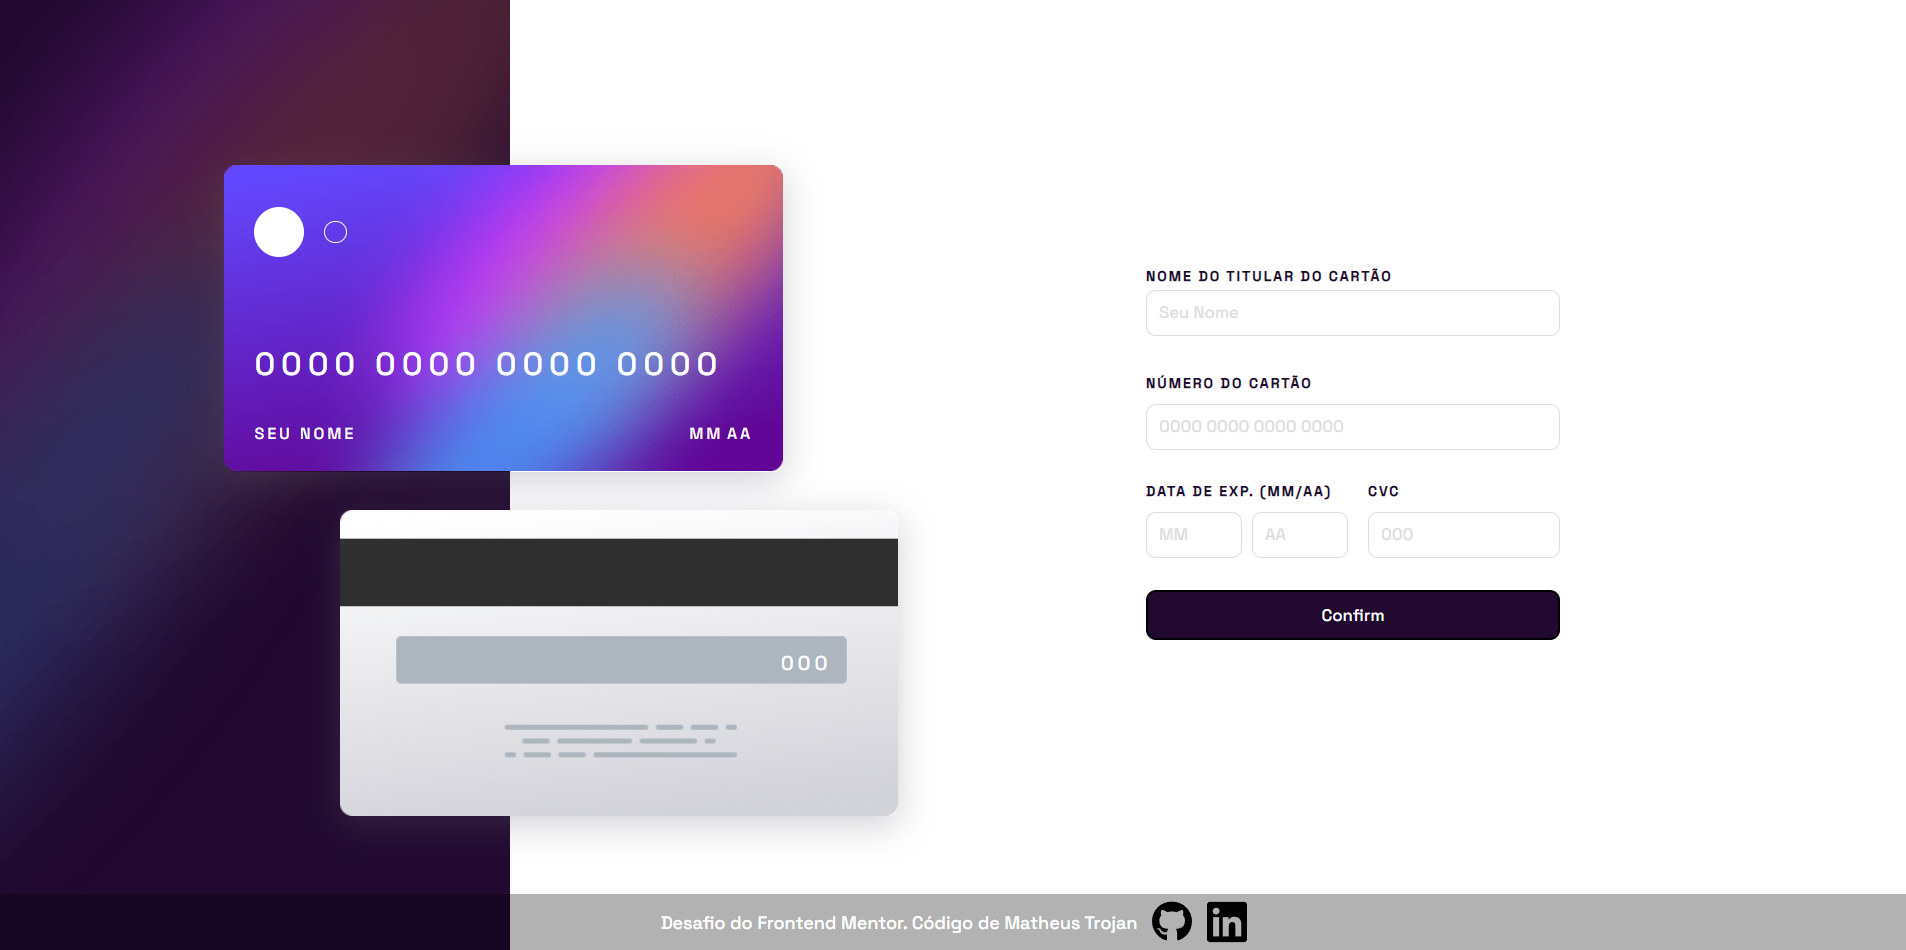 0000 0000 0000 0000
SEU NOME MM AA
000
NOME DO TITULAR DO CARTÃO
Seu Nome
NÚMERO DO CARTÃO
0000 0000 0000 0000
DATA DE EXP. (MM/AA) CVC
MM AA 000
Confirm
Desafio do Frontend Mentor. Código de Matheus Trojan
in